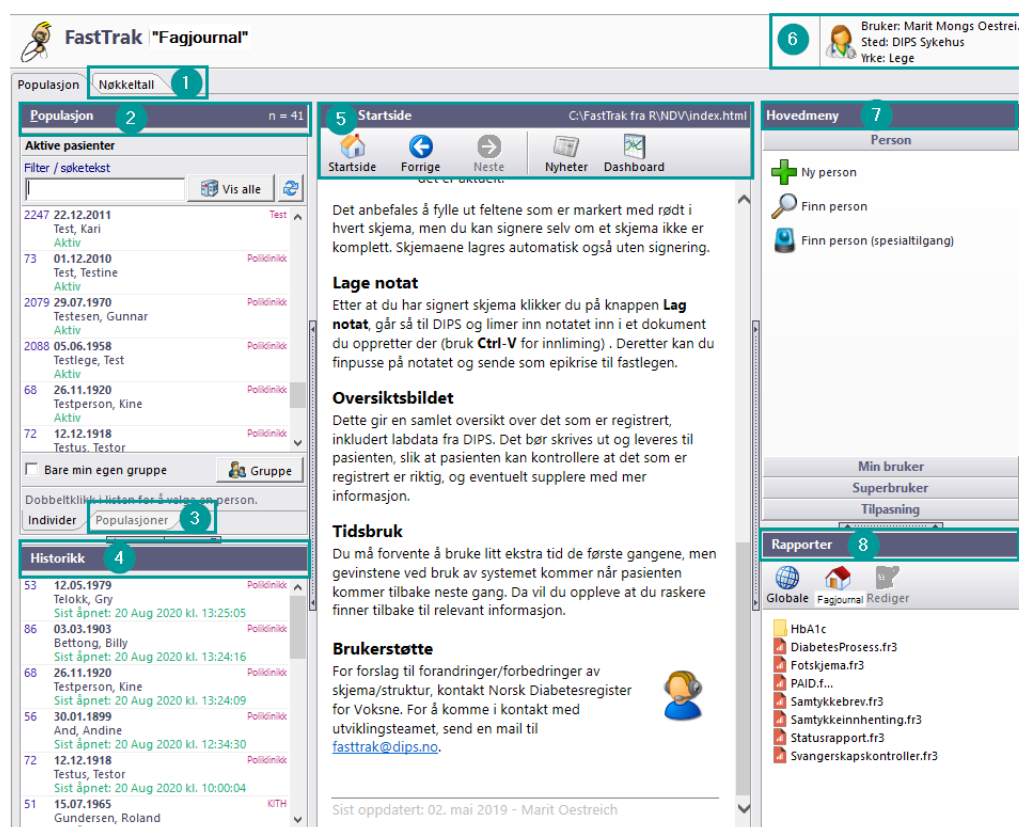 FastTrak "Fagjournal"
6
Bruker: Marit Mongs Oestrei.
Sted: DIPS Sykehus
Yrke: Lege
Populasjon
Nøkkeltall
1
Populasjon
2
n = 41
Aktive pasienter
Filter / søketekst
Vis alle
2247 22.12.2011 Test
Test, Kari
Aktiv
73 01.12.2010 Poliklinikk
Test, Testine
Aktiv
2079 29.07.1970 Poliklinikk
Testesen, Gunnar
Aktiv
2088 05.06.1958 Poliklinikk
Testlege, Test
Aktiv
68 26.11.1920 Poliklinikk
Testperson, Kine
Aktiv
72 12.12.1918 Poliklinikk
Testus, Testor
Bare min egen gruppe
Gruppe
Dobbeltklikk i listen for å velge en person.
Individer
Populasjoner
3
Historikk
4
53 12.05.1979 Poliklinikk
Telokk, Gry
Sist åpnet: 20 Aug 2020 kl. 13:25:05
86 03.03.1903 Poliklinikk
Bettong, Billy
Sist åpnet: 20 Aug 2020 kl. 13:24:16
68 26.11.1920 Poliklinikk
Testperson, Kine
Sist åpnet: 20 Aug 2020 kl. 13:24:09
56 30.01.1899 Poliklinikk
And, Andine
Sist åpnet: 20 Aug 2020 kl. 12:34:30
72 12.12.1918 Poliklinikk
Testus, Testor
Sist åpnet: 20 Aug 2020 kl. 10:00:04
51 15.07.1965 KITH
Gundersen, Roland
5
Startside
C:\FastTrak fra R\NDV\index.html
Startside
Forrige
Neste
Nyheter
Dashboard
det er aktuelt.
Det anbefales å fylle ut feltene som er markert med rødt i
hvert skjema, men du kan signere selv om et skjema ikke er
komplett. Skjemaene lagres automatisk også uten signering.
Lage notat
Etter at du har signert skjema klikker du på knappen Lag
notat, går så til DIPS og limer inn notatet inn i et dokument
du oppretter der (bruk Ctrl-V for innliming) . Deretter kan du
finpusse på notatet og sende som epikrise til fastlegen.
Oversiktsbildet
Dette gir en samlet oversikt over det som er registrert,
inkludert labdata fra DIPS. Det bør skrives ut og leveres til
pasienten, slik at pasienten kan kontrollere at det som er
registrert er riktig, og eventuelt supplere med mer
informasjon.
Tidsbruk
Du må forvente å bruke litt ekstra tid de første gangene, men
gevinstene ved bruk av systemet kommer når pasienten
kommer tilbake neste gang. Da vil du oppleve at du raskere
finner tilbake til relevant informasjon.
Brukerstøtte
For forslag til forandringer/forbedringer av
skjema/struktur, kontakt Norsk Diabetesregister
for Voksne. For å komme i kontakt med
utviklingsteamet, send en mail til
fasttrak@dips.no.
Sist oppdatert: 02. mai 2019 - Marit Oestreich
Hovedmeny
7
Person
Ny person
Finn person
Finn person (spesialtilgang)
Min bruker
Superbruker
Tilpasning
Rapporter
8
Globale
Fagjournal
Rediger
HbA1c
DiabetesProsess.fr3
Fotskjema.fr3
PAID.f...
Samtykkebrev.fr3
Samtykkeinnhenting.fr3
Statusrapport.fr3
Svangerskapskontroller.fr3